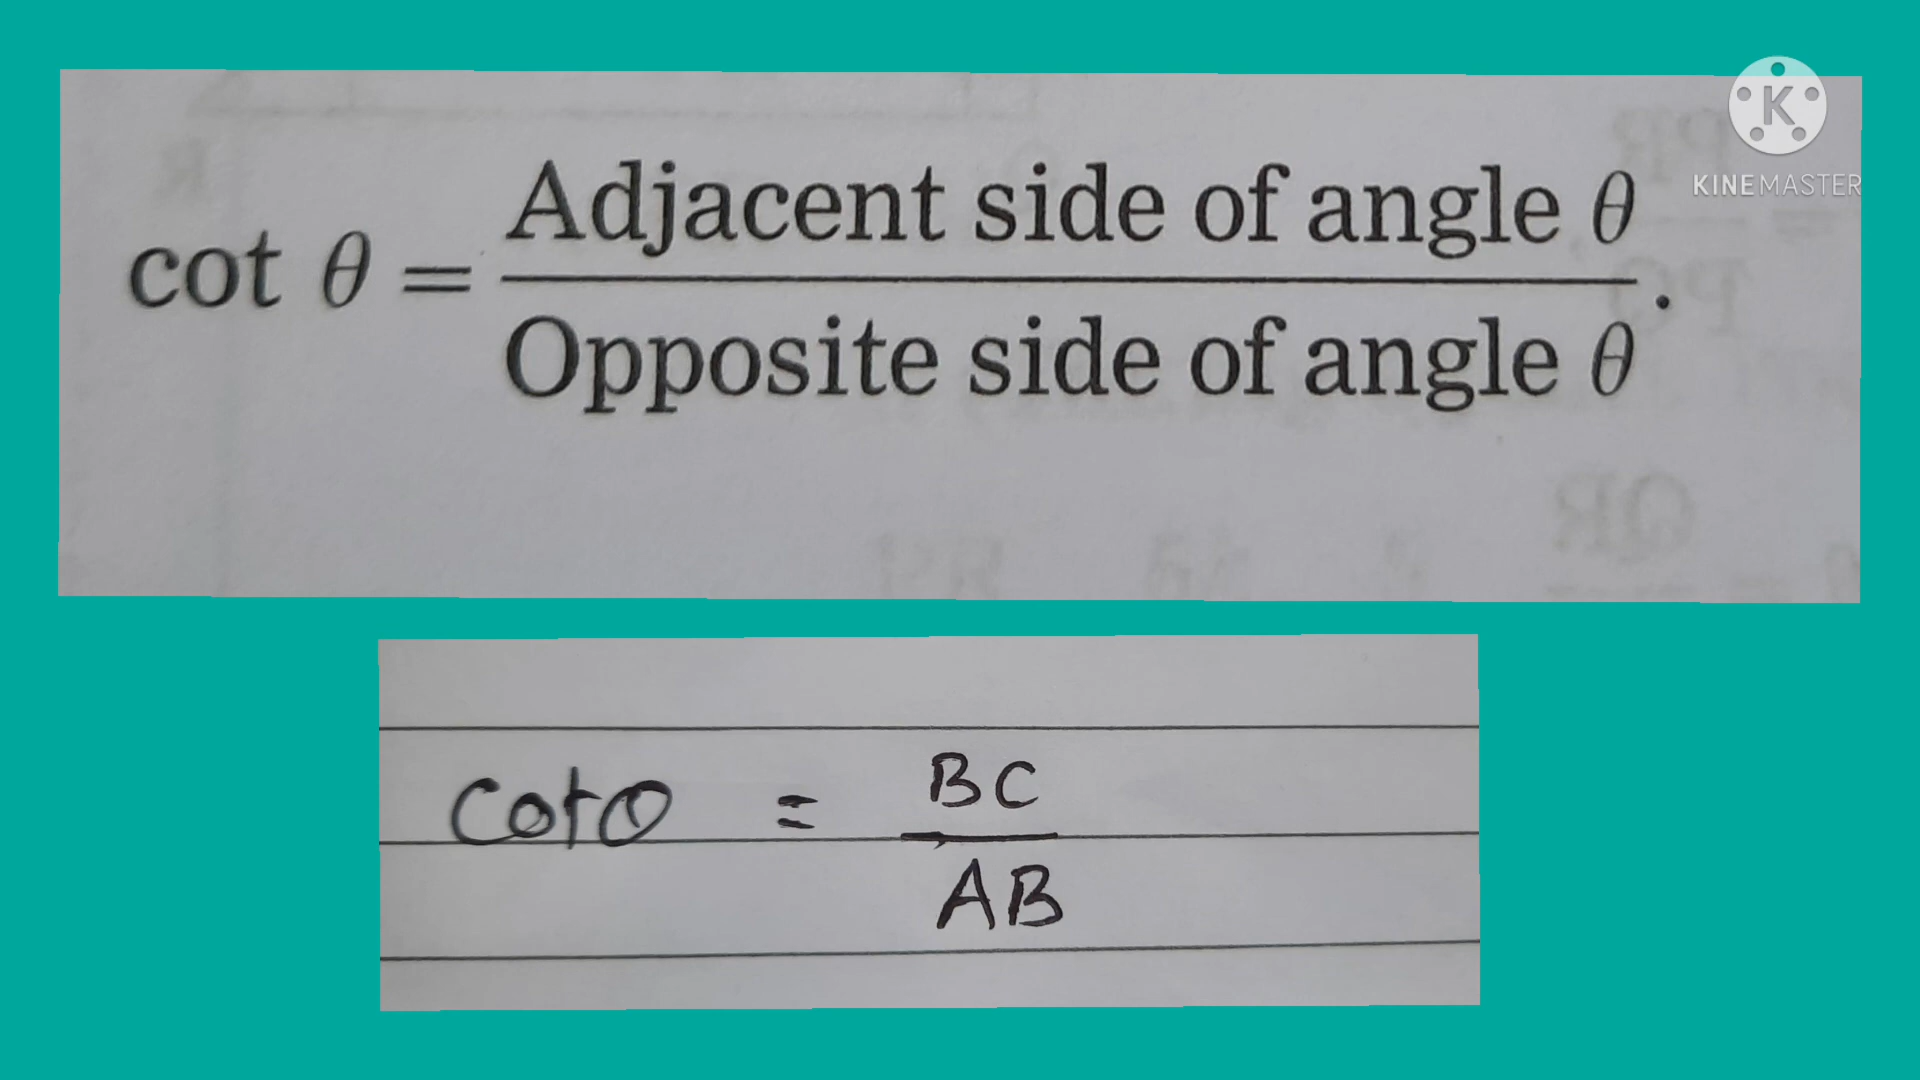 KINEMASTER
cot θ = Adjacent side of angle θ / Opposite side of angle θ.
Cotθ = BC / AB